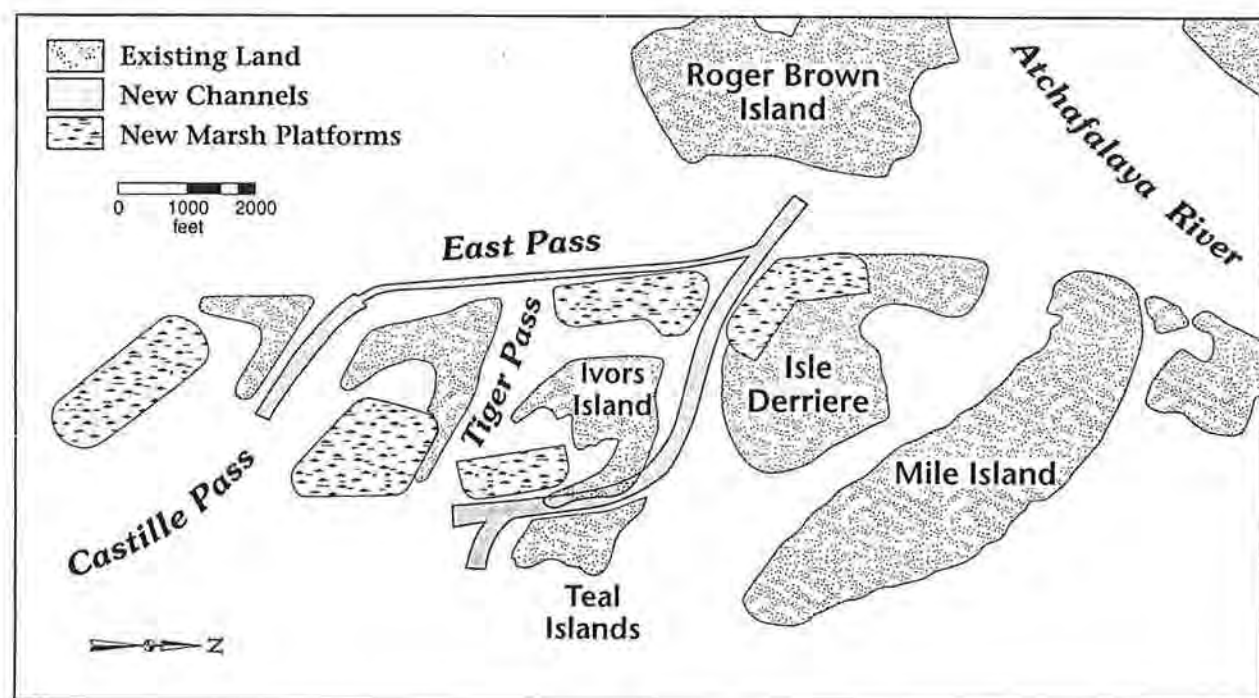 Existing Land
New Channels
New Marsh Platforms
0 1000 2000
feet
Roger Brown
Island
Atchafalaya River
East Pass
Tiger Pass
Ivors
Island
Isle
Derriere
Mile Island
Castille Pass
Teal
Islands
N